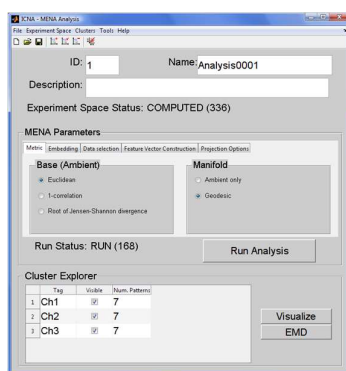 ICNA - MENA Analysis
File Experiment Space Clusters Tools Help
ID: 1 Name: Analysis0001
Description:
Experiment Space Status: COMPUTED (336)
MENA Parameters
Metric Embedding Data selection Feature Vector Construction Projection Options
Base (Ambient) Manifold
Euclidean Ambient only
1-correlation Geodesic
Root of Jensen-Shannon divergence
Run Status: RUN (168) Run Analysis
Cluster Explorer
Tag Visible Num. Patterns
1 Ch1 7
2 Ch2 7
3 Ch3 7
Visualize
EMD